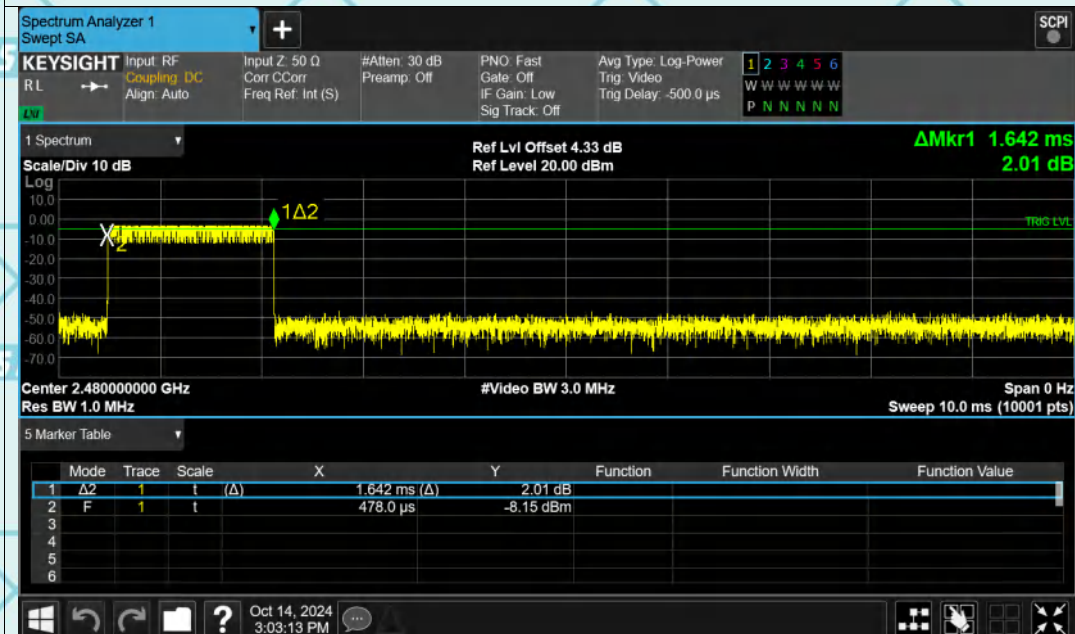 Spectrum Analyzer 1
Swept SA
+
SCPI
KEYSIGHT
RL
LXI
Input: RF
Coupling: DC
Align: Auto
Input Z: 50 Ω
Corr CCorr
Freq Ref: Int (S)
#Atten: 30 dB
Preamp: Off
PNO: Fast
Gate: Off
IF Gain: Low
Sig Track: Off
Avg Type: Log-Power
Trig: Video
Trig Delay: -500.0 µs
1 2 3 4 5 6
W W W W W W
P N N N N N
1 Spectrum
Scale/Div 10 dB
Ref Lvl Offset 4.33 dB
Ref Level 20.00 dBm
ΔMkr1 1.642 ms
2.01 dB
Log
10.0
0.00
-10.0
-20.0
-30.0
-40.0
-50.0
-60.0
-70.0
1Δ2
X2
TRIG LVL
Center 2.480000000 GHz
#Video BW 3.0 MHz
Span 0 Hz
Res BW 1.0 MHz
Sweep 10.0 ms (10001 pts)
5 Marker Table
Mode Trace Scale X Y Function Function Width Function Value
1 Δ2 1 t (Δ) 1.642 ms (Δ) 2.01 dB
2 F 1 t 478.0 µs -8.15 dBm
3
4
5
6
?
Oct 14, 2024
3:03:13 PM